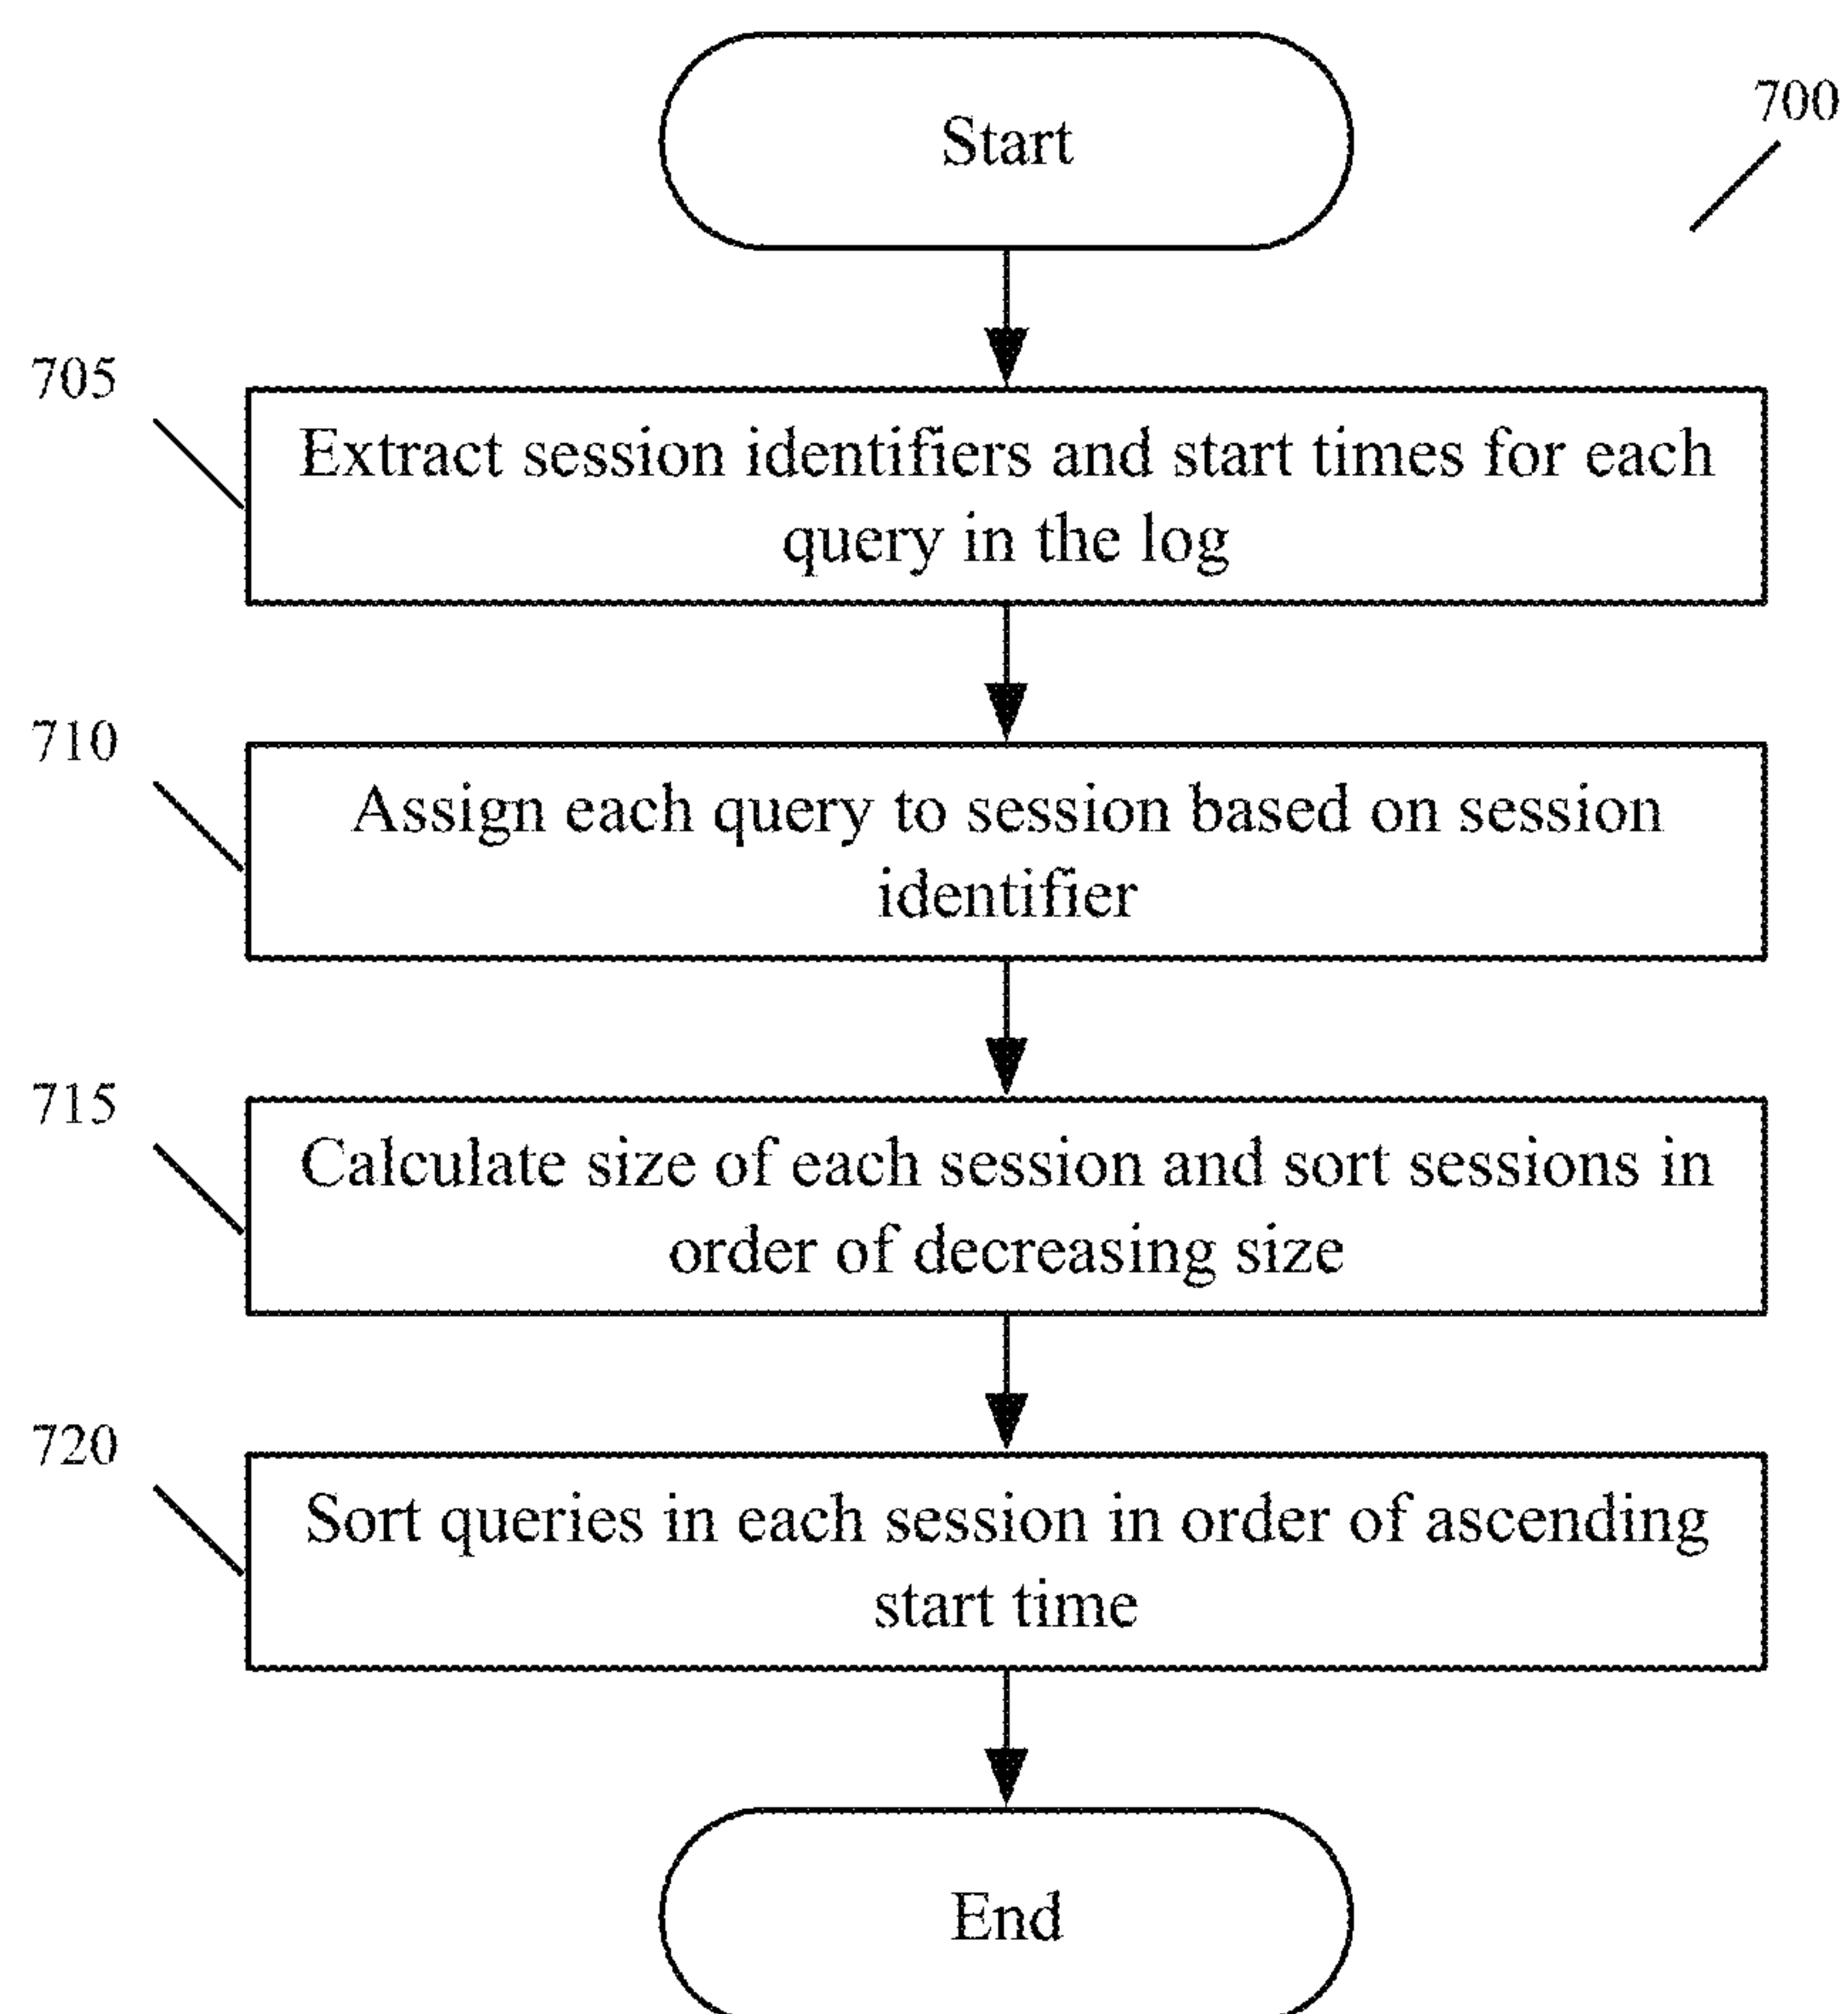 Start
700
705
Extract session identifiers and start times for each
query in the log
710
Assign each query to session based on session
identifier
715
Calculate size of each session and sort sessions in
order of decreasing size
720
Sort queries in each session in order of ascending
start time
End